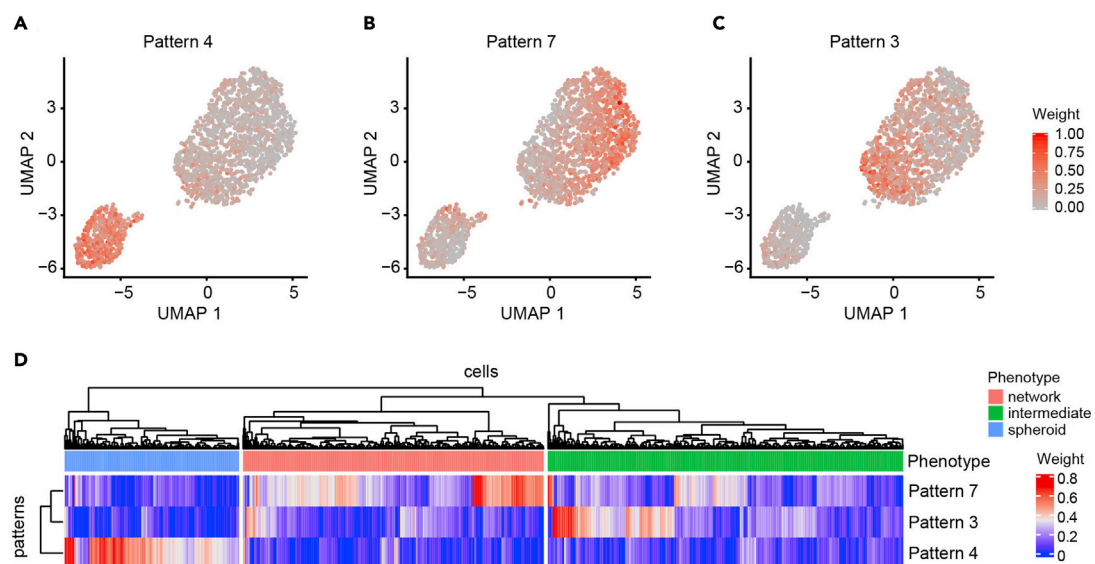 A
B
C
Pattern 4
Pattern 7
Pattern 3
UMAP 2
3
0
−3
−6
−5
0
5
UMAP 1
UMAP 2
3
0
−3
−6
−5
0
5
UMAP 1
UMAP 2
3
0
−3
−6
−5
0
5
UMAP 1
Weight
1.00
0.75
0.50
0.25
0.00
D
cells
Phenotype
network
intermediate
spheroid
Phenotype
patterns
Pattern 7
Pattern 3
Pattern 4
Weight
0.8
0.6
0.4
0.2
0